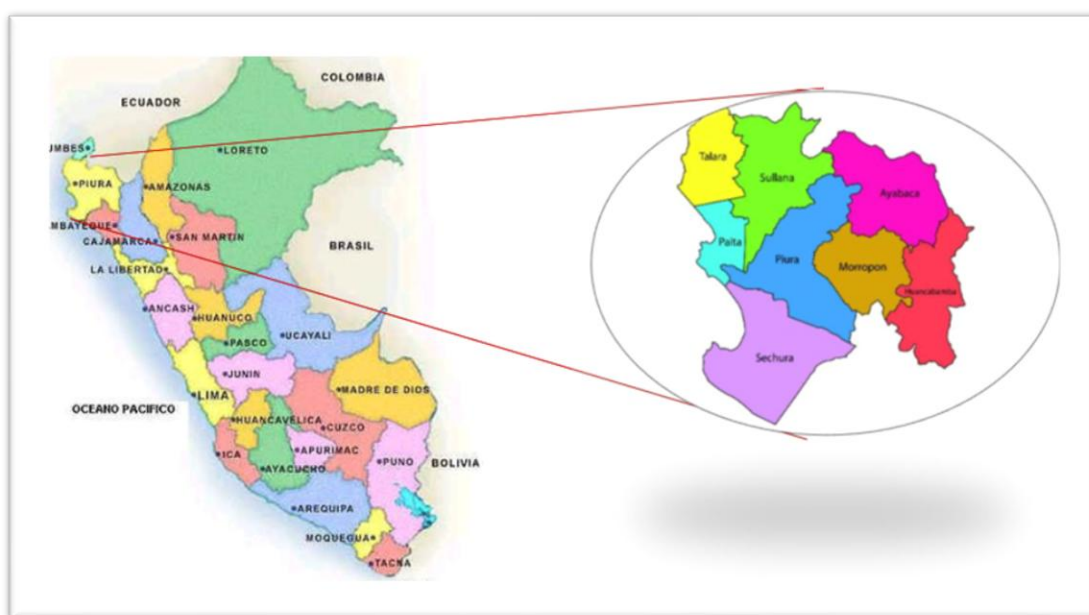 COLOMBIA
ECUADOR
UMBES
LORETO
PIURA
AMAZONAS
MBAYEQUE
CAJAMARCA
SAN MARTIN
BRASIL
LA LIBERTAD
ANCASH
HUANUCO
UCAYALI
PASCO
JUNIN
LIMA
MADRE DE DIOS
OCEANO PACIFICO
HUANCAVELICA
CUZCO
ICA
APURIMAC
AYACUCHO
PUNO
BOLIVIA
AREQUIPA
MOQUEGUA
TACNA
Talara
Sullana
Ayabaca
Paita
Piura
Morropon
Huancabamba
Sechura